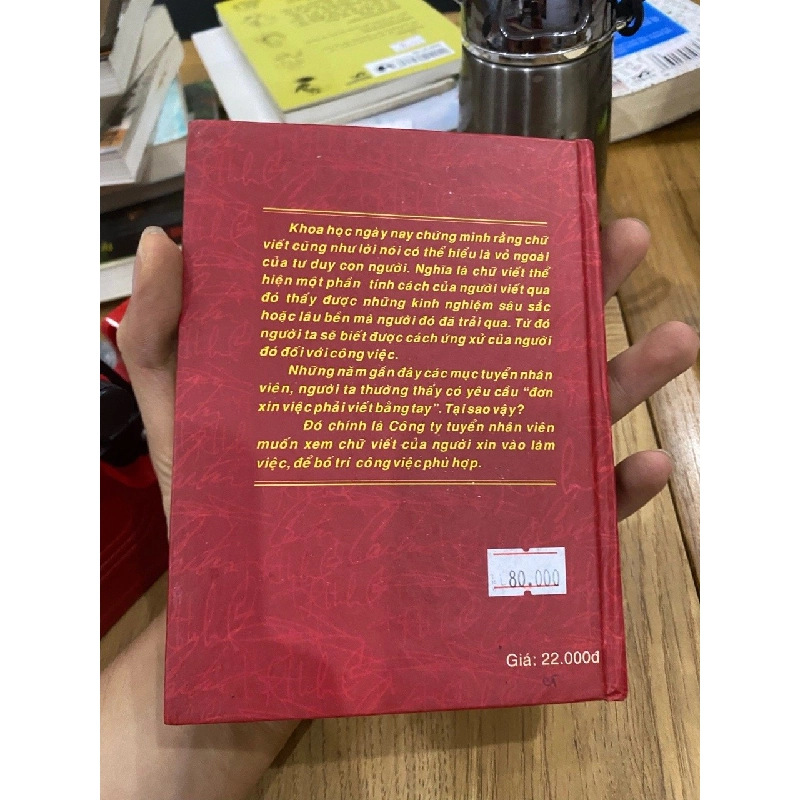 Khoa học ngày nay chứng minh rằng chữ
viết cũng như lời nói có thể hiểu là vỏ ngoài
của tư duy con người. Nghĩa là chữ viết thể
hiện một phần tính cách của người viết qua
đó thấy được những kinh nghiệm sâu sắc
hoặc lâu bền mà người đó đã trải qua. Từ đó
người ta sẽ biết được cách ứng xử của người
đó đối với công việc.
Những năm gần đây các mục tuyển nhân
viên, người ta thường thấy có yêu cầu “đơn
xin việc phải viết bằng tay”. Tại sao vậy?
Đó chính là Công ty tuyển nhân viên
muốn xem chữ viết của người xin vào làm
việc, để bố trí công việc phù hợp.
80.000
Giá: 22.000đ